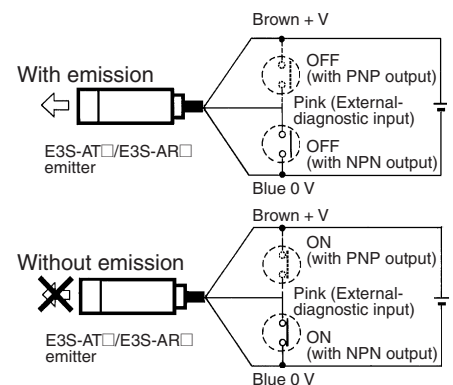 Brown + V
OFF
(with PNP output)
With emission
Pink (External-
diagnostic input)
OFF
(with NPN output)
E3S-AT□/E3S-AR□
emitter
Blue 0 V
Brown + V
ON
(with PNP output)
Without emission
Pink (External-
diagnostic input)
ON
(with NPN output)
E3S-AT□/E3S-AR□
emitter
Blue 0 V